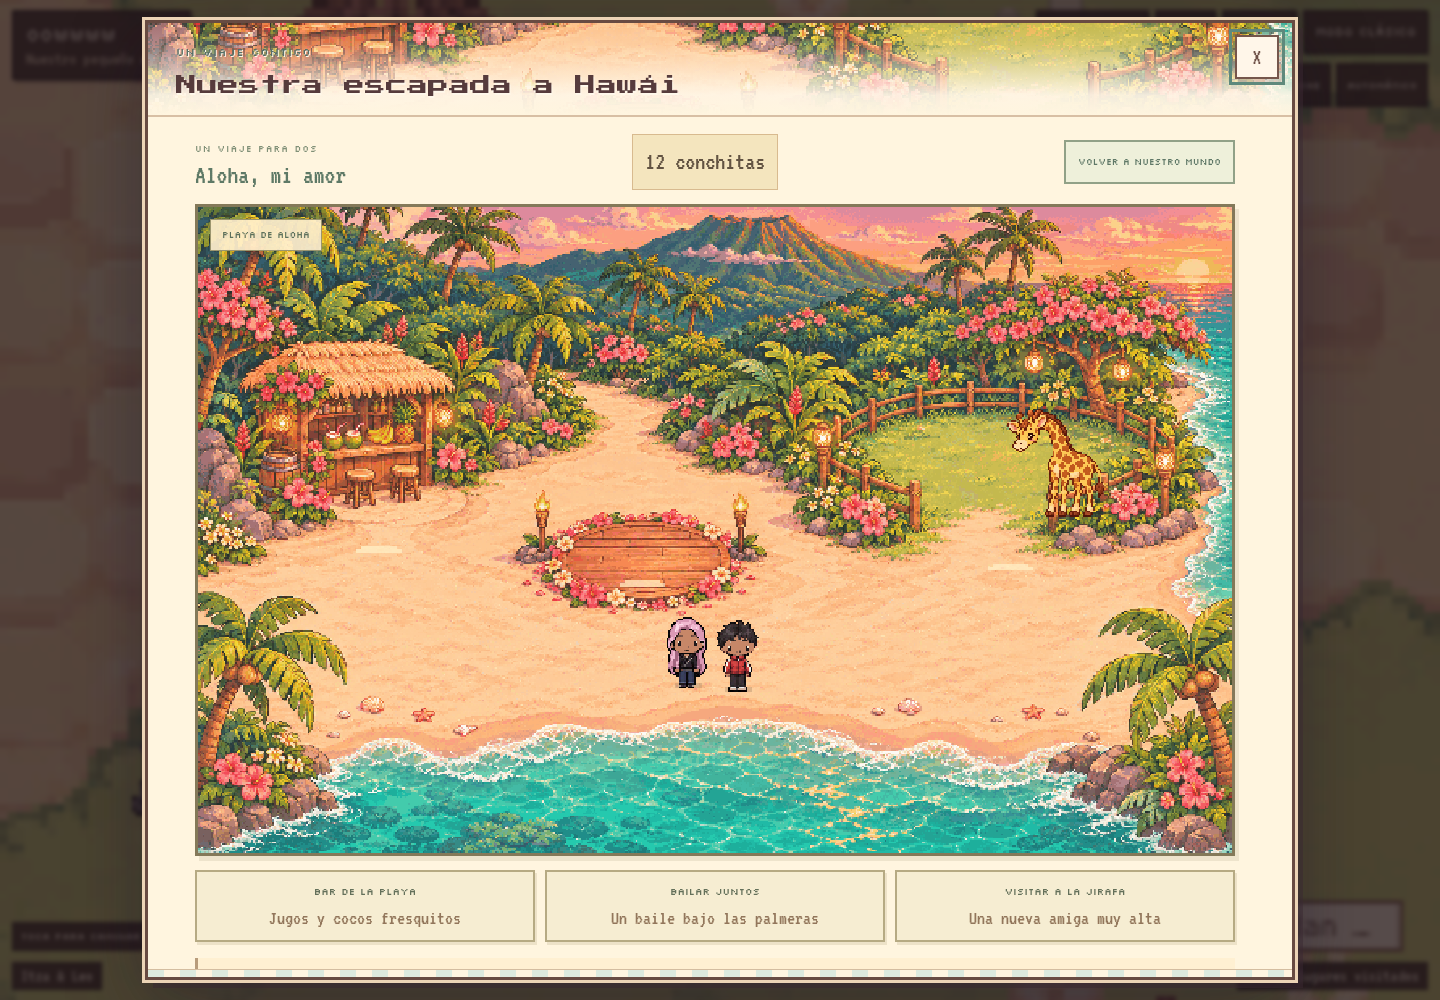 UN VIAJE CONTIGO
Nuestra escapada a Hawái
X
UN VIAJE PARA DOS
Aloha, mi amor
12 conchitas
VOLVER A NUESTRO MUNDO
PLAYA DE ALOHA
BAR DE LA PLAYA
Jugos y cocos fresquitos
BAILAR JUNTOS
Un baile bajo las palmeras
VISITAR A LA JIRAFA
Una nueva amiga muy alta